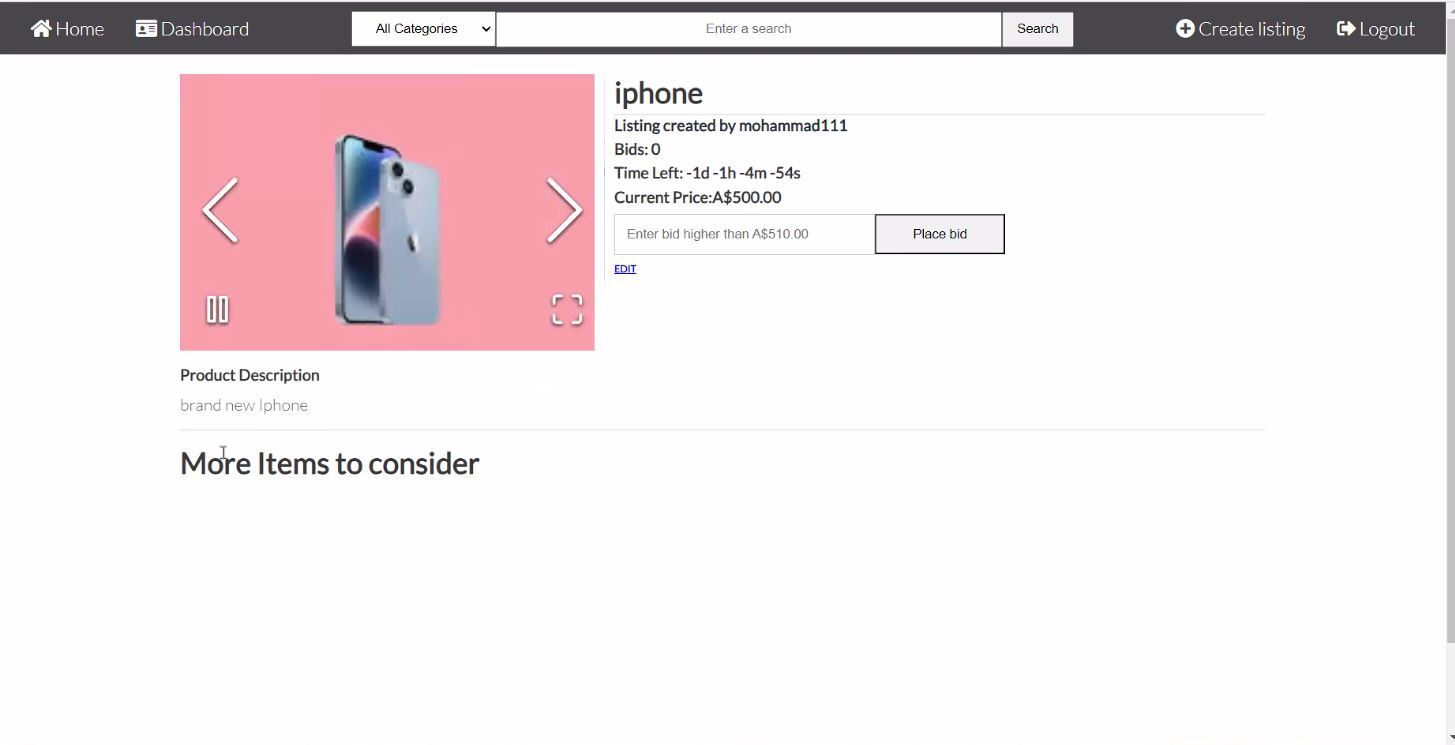 Home Dashboard All Categories Enter a search Search Create listing Logout
iphone
Listing created by mohammad111
Bids: 0
Time Left: -1d -1h -4m -54s
Current Price:A$500.00
Enter bid higher than A$510.00 Place bid
EDIT
Product Description
brand new Iphone
More Items to consider